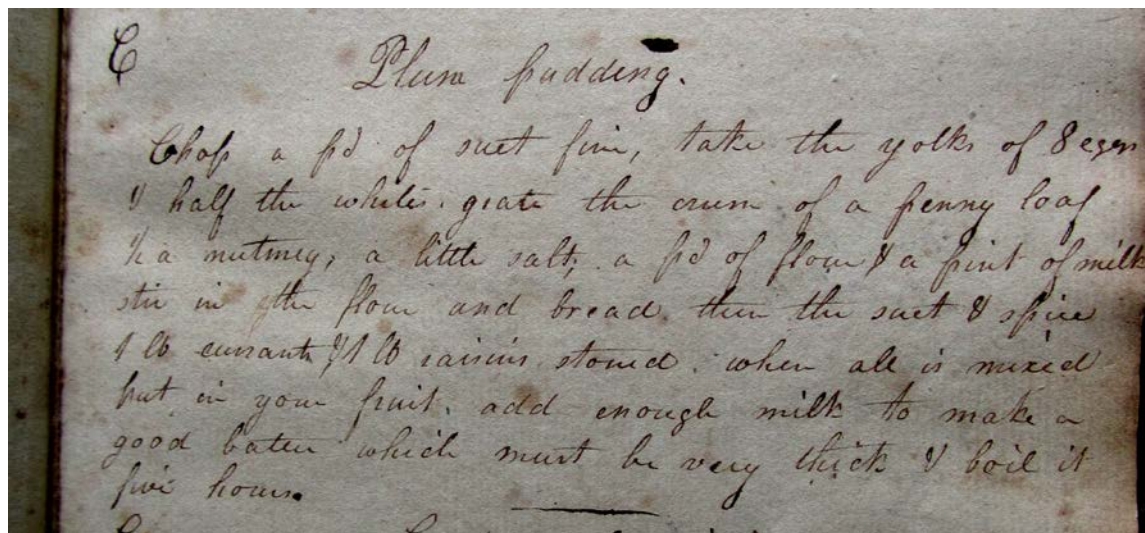 C
Plum pudding.
Chop a pd of suet fine, take the yolks of 8 eggs
& half the whites. grate the crum of a penny loaf
½ a nutmeg, a little salt, a pd of flour & a pint of milk
stir in the flour and bread then the suet & spice
1 lb currants & 1 lb raisins stoned. when all is mixed
put in your fruit. add enough milk to make a
good batter which must be very thick & boil it
five hours.